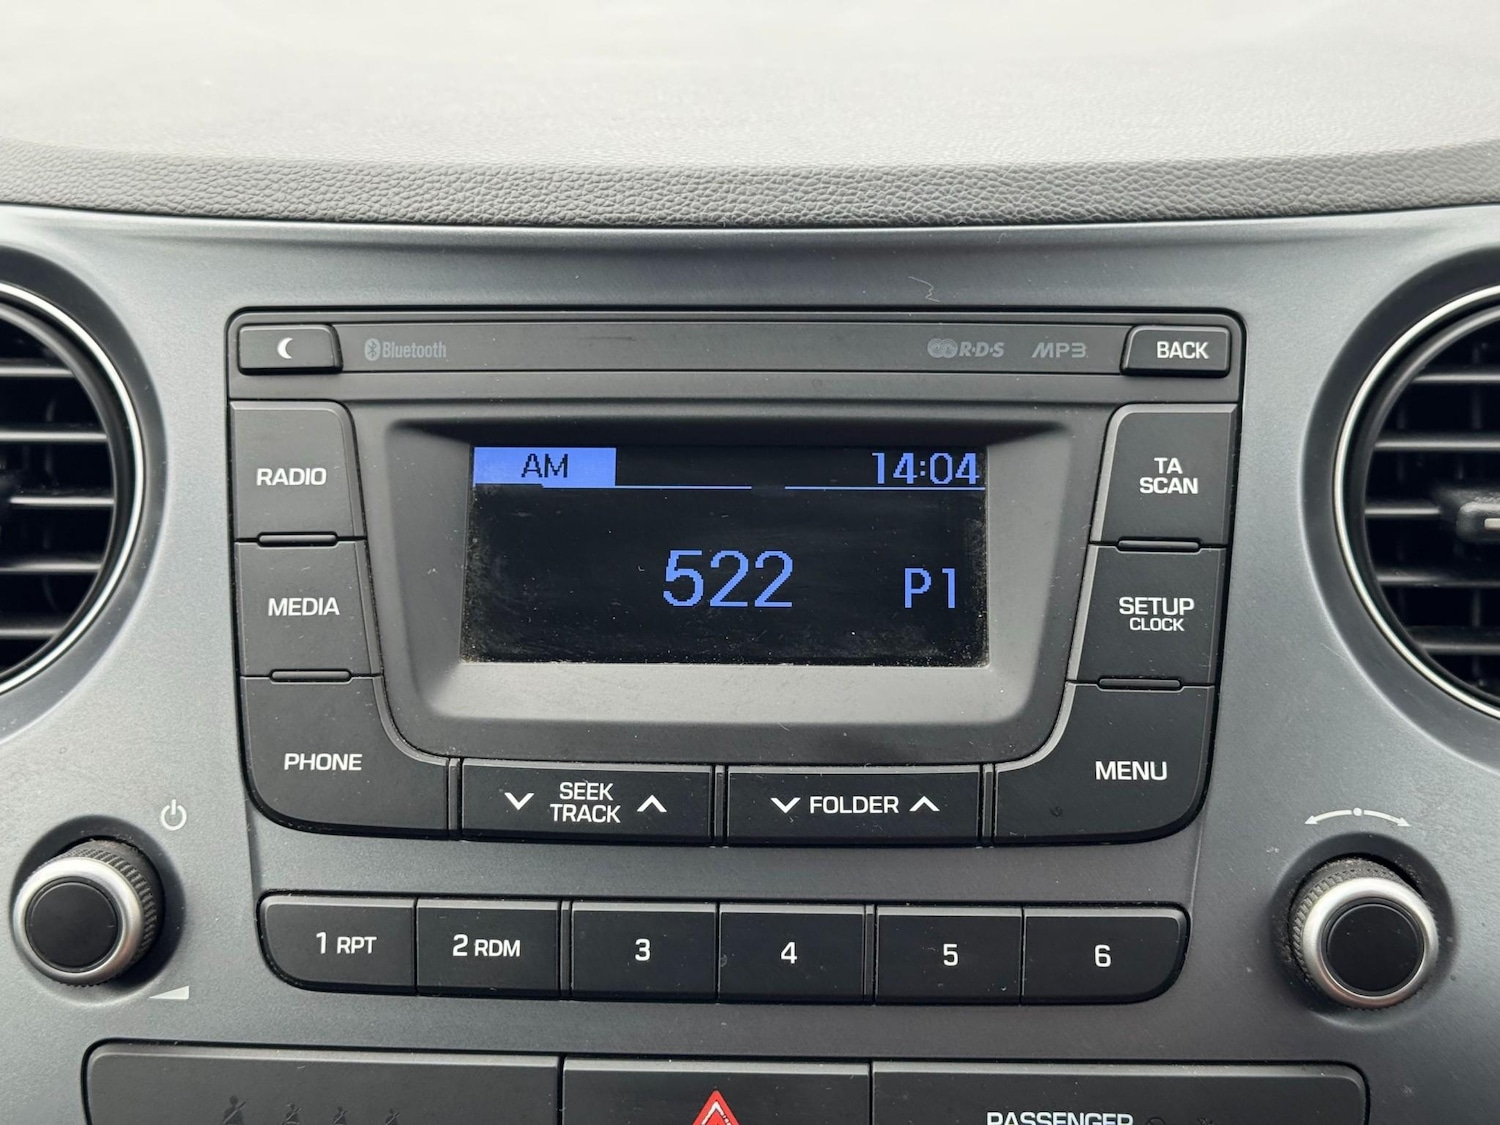 Bluetooth R·D·S MP3 BACK
AM 14:04
RADIO
TA
SCAN
522 P1
MEDIA
SETUP
CLOCK
PHONE
MENU
SEEK
TRACK
FOLDER
1 RPT 2 RDM 3 4 5 6
PASSENGER